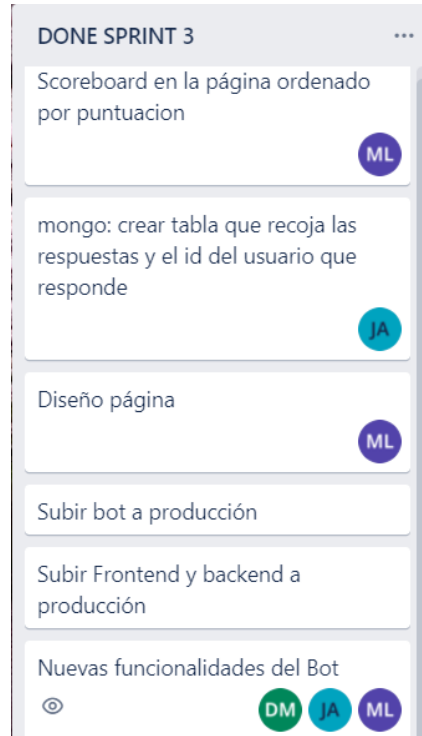 DONE SPRINT 3
Scoreboard en la página ordenado
por puntuacion
ML
mongo: crear tabla que recoja las
respuestas y el id del usuario que
responde
JA
Diseño página
ML
Subir bot a producción
Subir Frontend y backend a
producción
Nuevas funcionalidades del Bot
DM JA ML